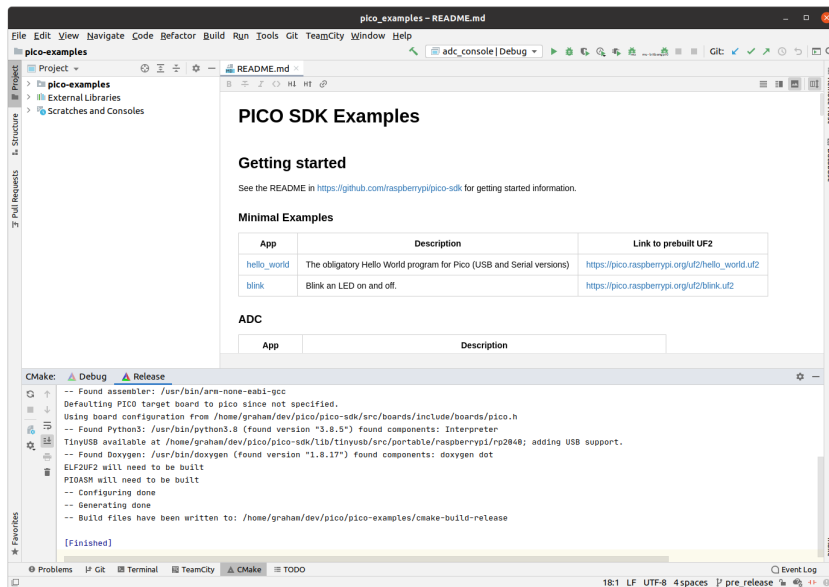 pico_examples – README.md
File Edit View Navigate Code Refactor Build Run Tools Git TeamCity Window Help
pico-examples
adc_console | Debug
Git:
Project
README.md
pico-examples
External Libraries
Scratches and Consoles
Project
Structure
Pull Requests
Favorites
B I H↓ H↑
PICO SDK Examples
Getting started
See the README in https://github.com/raspberrypi/pico-sdk for getting started information.
Minimal Examples
App Description Link to prebuilt UF2
hello_world The obligatory Hello World program for Pico (USB and Serial versions) https://pico.raspberrypi.org/uf2/hello_world.uf2
blink Blink an LED on and off. https://pico.raspberrypi.org/uf2/blink.uf2
ADC
App Description
CMake: Debug Release
-- Found assembler: /usr/bin/arm-none-eabi-gcc
Defaulting PICO target board to pico since not specified.
Using board configuration from /home/graham/dev/pico/pico-sdk/src/boards/include/boards/pico.h
-- Found Python3: /usr/bin/python3.8 (found version "3.8.5") found components: Interpreter
TinyUSB available at /home/graham/dev/pico/pico-sdk/lib/tinyusb/src/portable/raspberrypi/rp2040; adding USB support.
-- Found Doxygen: /usr/bin/doxygen (found version "1.8.17") found components: doxygen dot
ELF2UF2 will need to be built
PIOASM will need to be built
-- Configuring done
-- Generating done
-- Build files have been written to: /home/graham/dev/pico/pico-examples/cmake-build-release
[Finished]
Problems Git Terminal TeamCity CMake TODO
Event Log
18:1 LF UTF-8 4 spaces pre_release